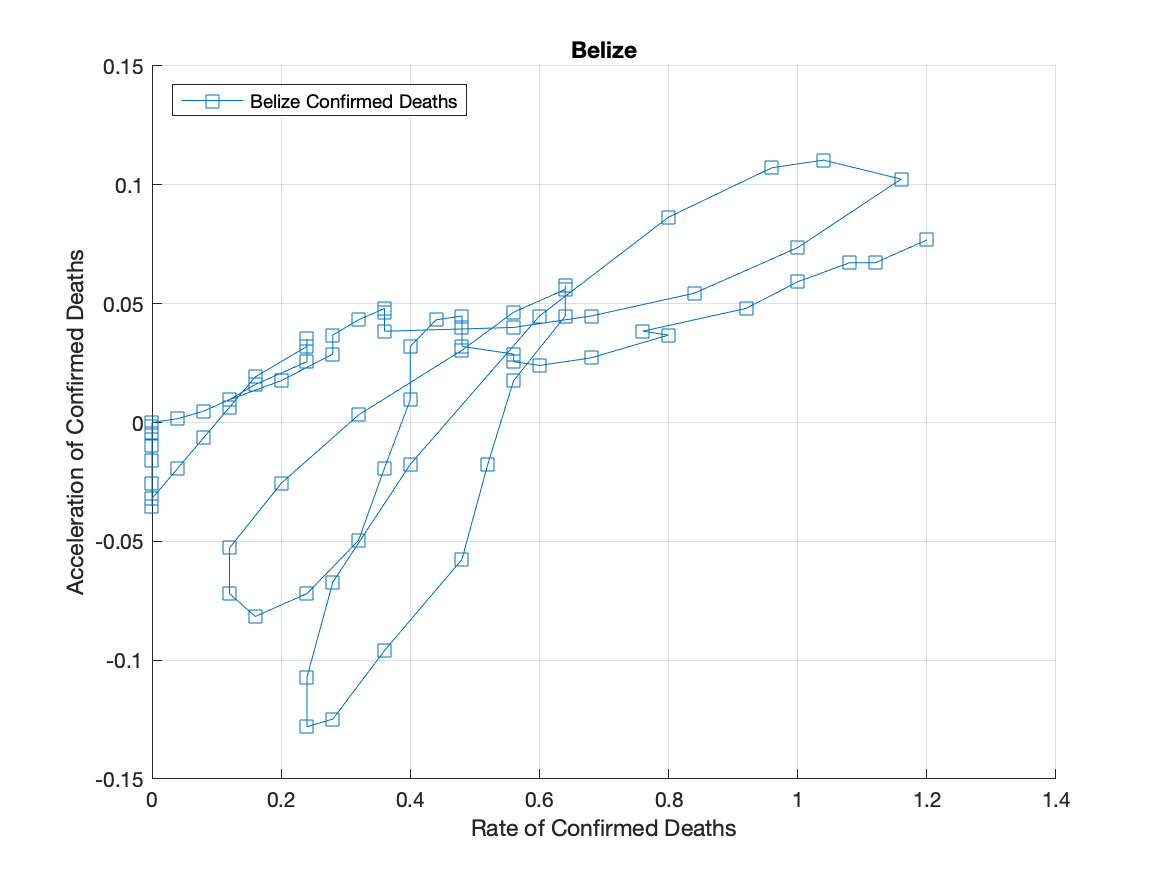 Belize
Belize Confirmed Deaths
Acceleration of Confirmed Deaths
0.15
0.1
0.05
0
-0.05
-0.1
-0.15
0 0.2 0.4 0.6 0.8 1 1.2 1.4
Rate of Confirmed Deaths